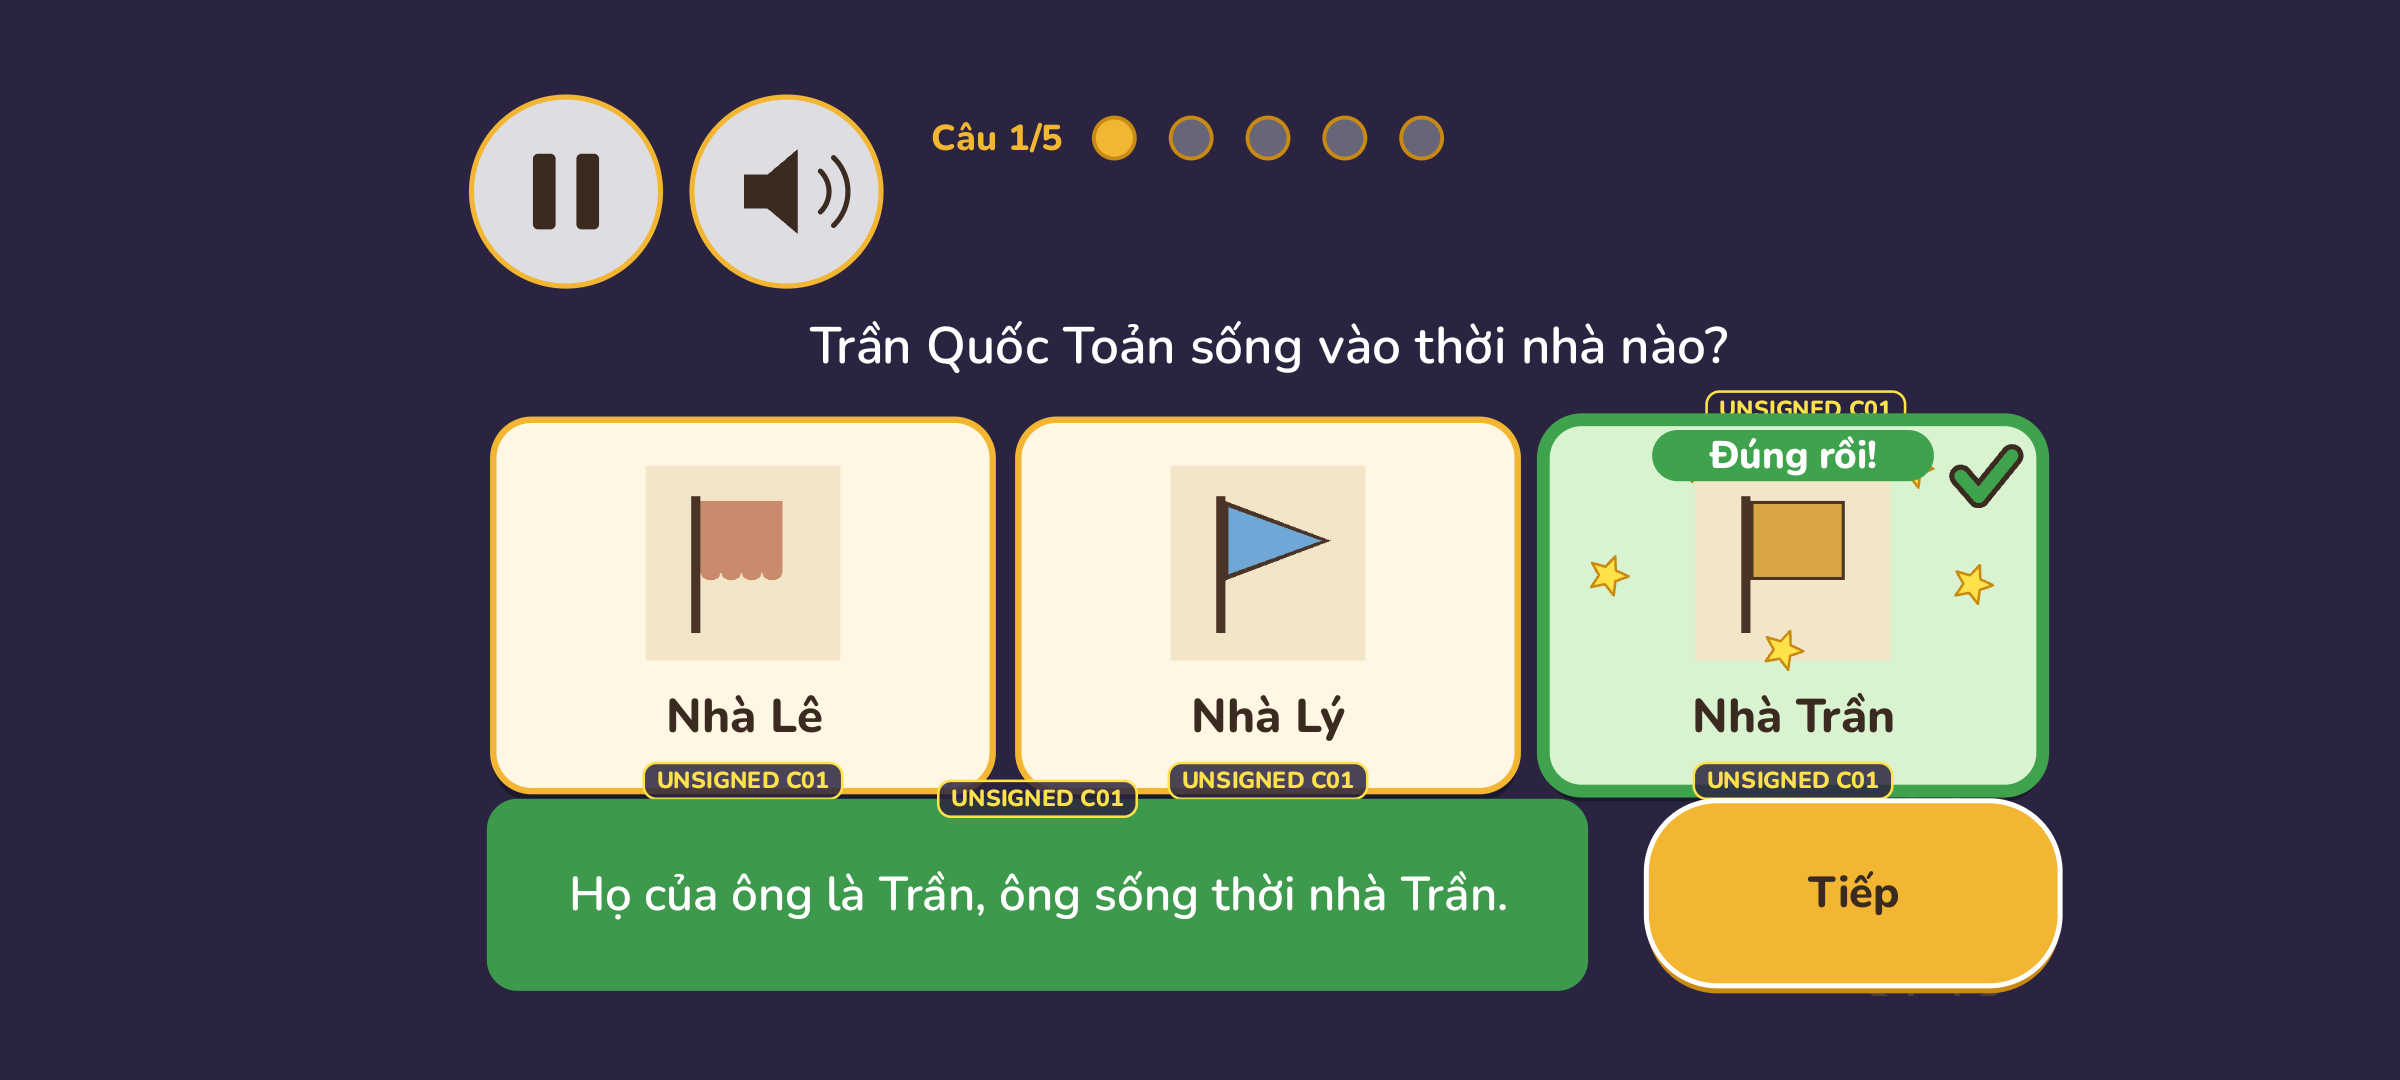 Câu 1/5
Trần Quốc Toản sống vào thời nhà nào?
UNSIGNED C01
Đúng rồi!
Nhà Lê
Nhà Lý
Nhà Trần
UNSIGNED C01
UNSIGNED C01
UNSIGNED C01
UNSIGNED C01
Họ của ông là Trần, ông sống thời nhà Trần.
Tiếp